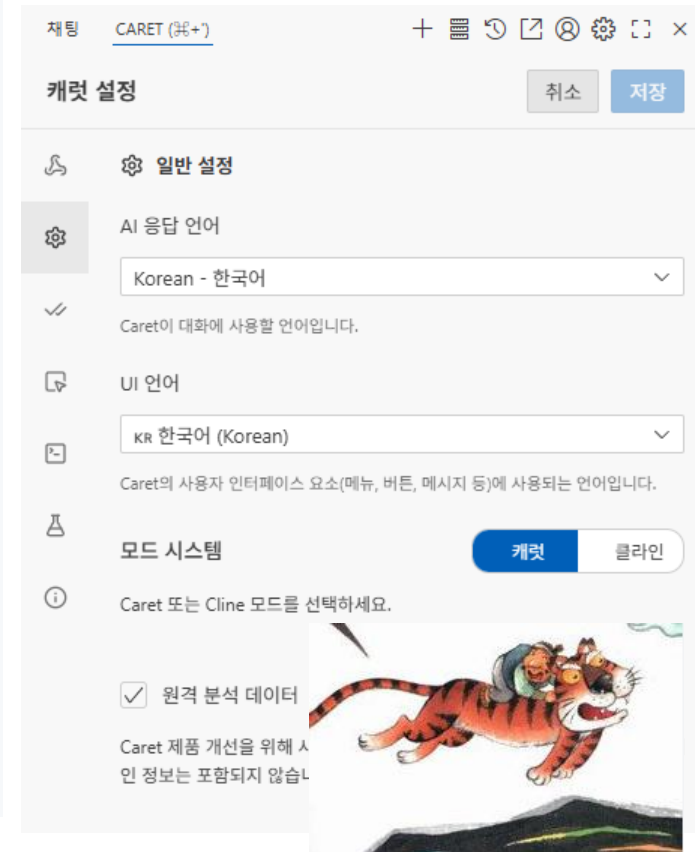 채팅 CARET (⌘+')
캐럿 설정 취소 저장
일반 설정
AI 응답 언어
Korean - 한국어
Caret이 대화에 사용할 언어입니다.
UI 언어
KR 한국어 (Korean)
Caret의 사용자 인터페이스 요소(메뉴, 버튼, 메시지 등)에 사용되는 언어입니다.
모드 시스템 캐럿 클라인
Caret 또는 Cline 모드를 선택하세요.
원격 분석 데이터
Caret 제품 개선을 위해
인 정보는 포함되지 않습니